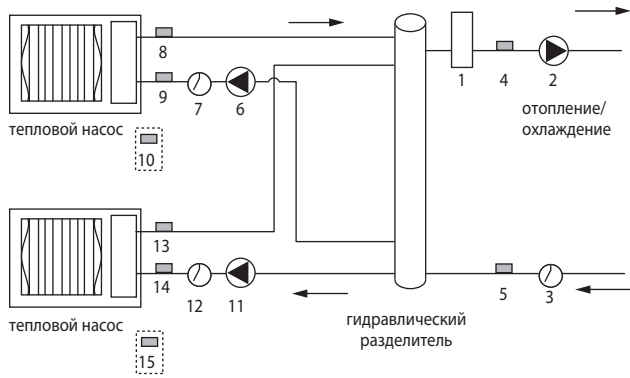 8
9
7
6
1
4
2
тепловой насос
отопление/
охлаждение
10
13
14
12
11
5
3
тепловой насос
гидравлический
разделитель
15